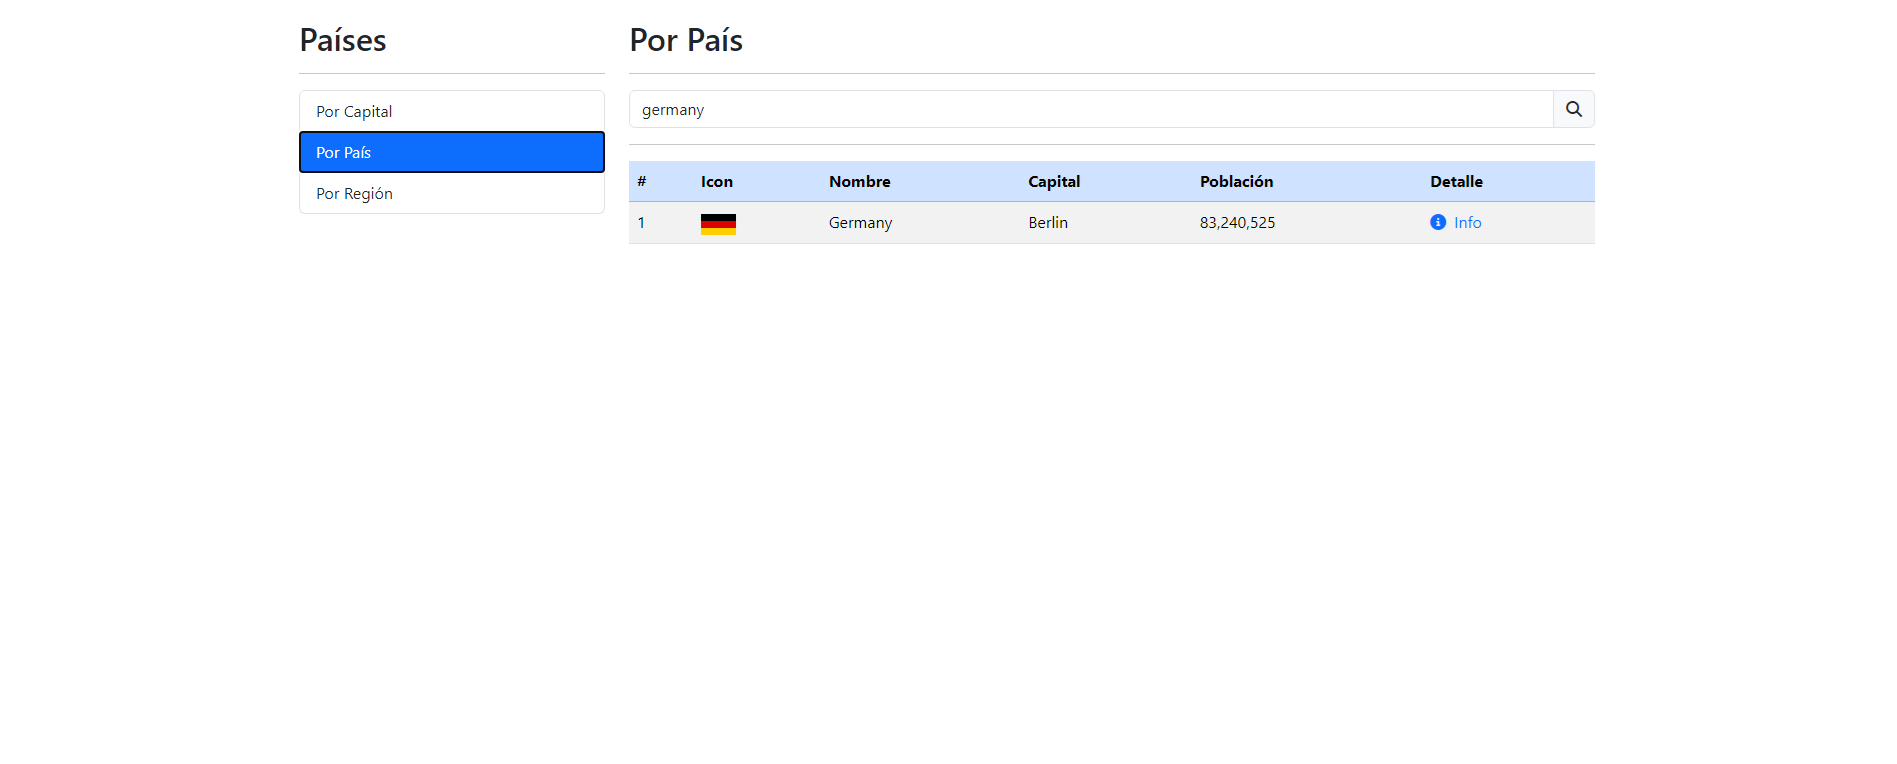 Países
Por Capital
Por País
Por Región
Por País
germany
# Icon Nombre Capital Población Detalle
1 Germany Berlin 83,240,525 Info